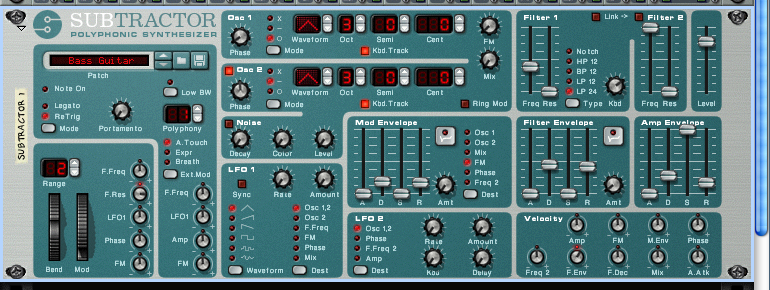 SUBTRACTOR
POLYPHONIC SYNTHESIZER
Bass Guitar
Patch
Note On
Low BW
Legato
ReTrig
Mode
Portamento
1
Polyphony
A.Touch
Expr
Breath
Ext.Mod
SUBTRACTOR 1
2
Range
Bend
Mod
F.Freq
F.Res
LFO1
Phase
FM
F.Freq
LFO1
Amp
FM
Osc 1
Phase
X
-
O
Mode
Waveform
3
Oct
0
Semi
0
Cent
Kbd.Track
FM
Mix
Osc 2
Phase
X
-
O
Mode
Waveform
3
Oct
0
Semi
0
Cent
Kbd.Track
Ring Mod
Noise
Decay
Color
Level
LFO 1
Sync
Rate
Amount
Osc 1,2
Osc 2
F.Freq
FM
Phase
Mix
Waveform
Dest
Mod Envelope
A D S R
Amt
Osc 1
Osc 2
Mix
FM
Phase
Freq 2
Dest
LFO 2
Osc 1,2
Phase
F.Freq 2
Amp
Dest
Rate
Amount
Kbd
Delay
Filter 1
Link ->
Filter 2
Notch
HP 12
BP 12
LP 12
LP 24
Type
Freq Res
Kbd
Freq Res
Level
Filter Envelope
A D S R
Amt
Amp Envelope
A D S R
Velocity
Amp
FM
M.Env
Phase
Freq 2
F.Env
F.Dec
Mix
A.Atk